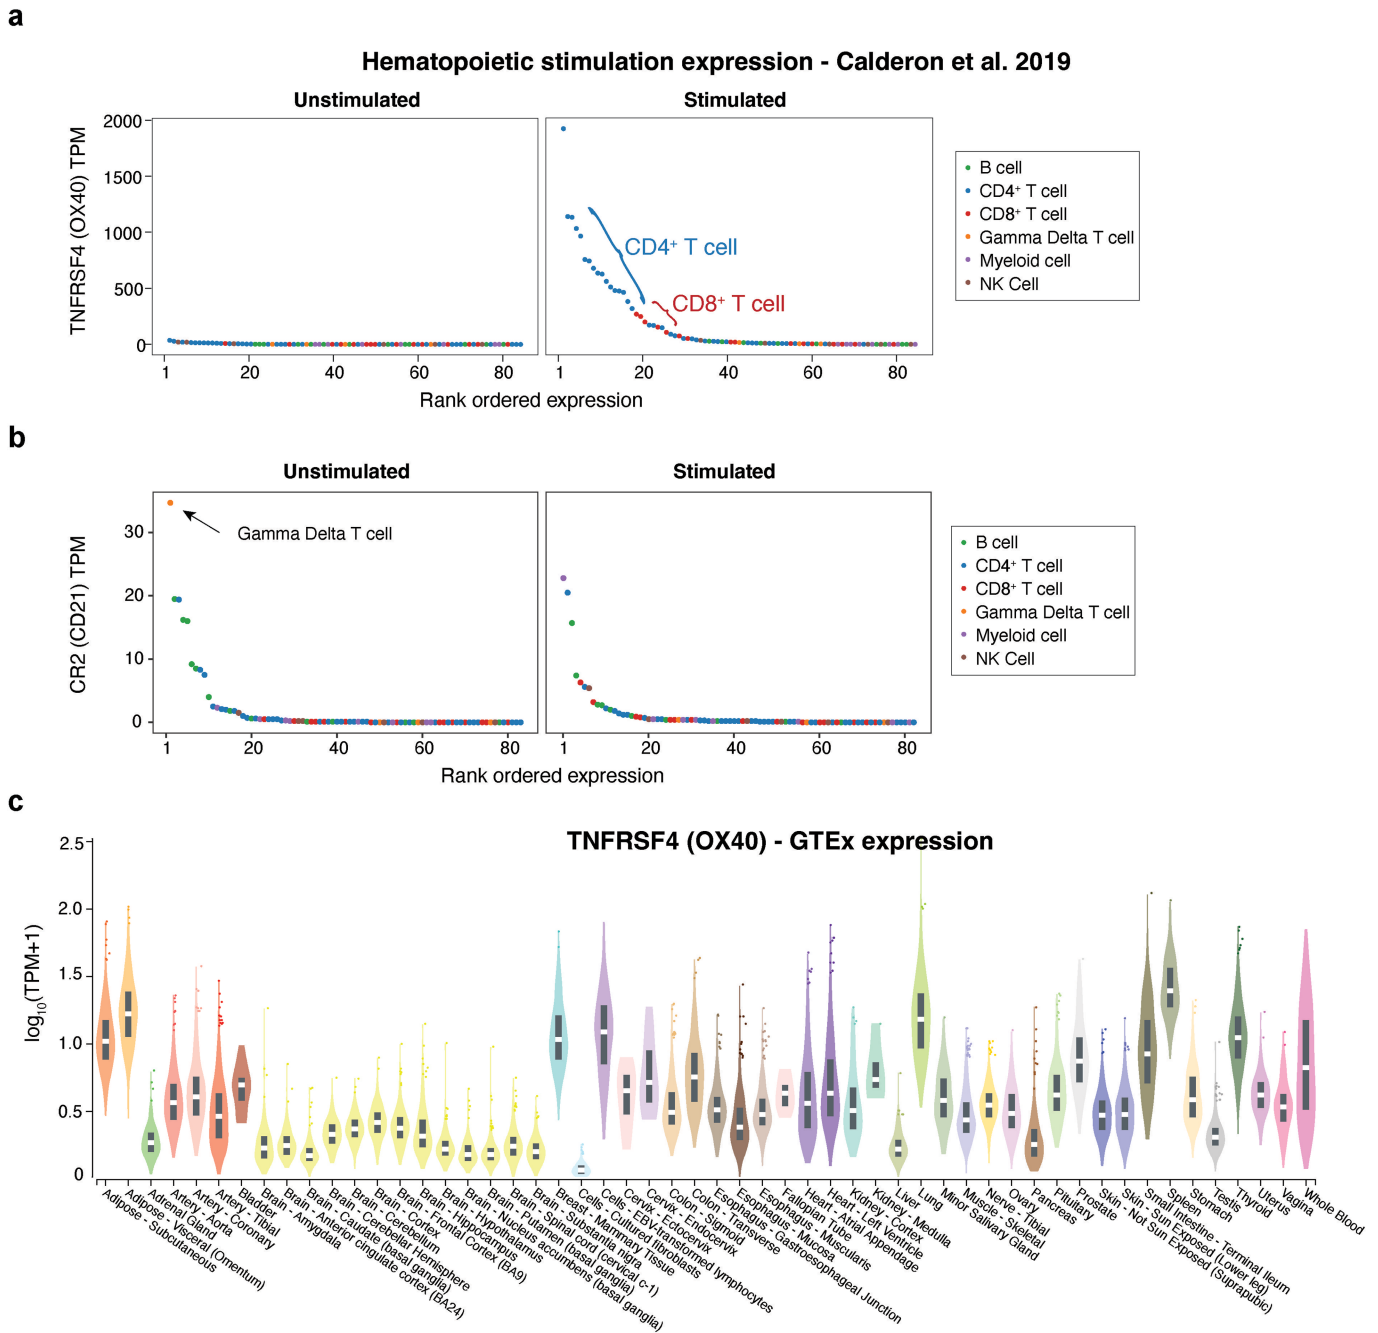 a
Hematopoietic stimulation expression - Calderon et al. 2019
Unstimulated
Stimulated
TNFRSF4 (OX40) TPM
2000
1500
1000
500
0
CD4+ T cell
CD8+ T cell
1 20 40 60 80
1 20 40 60 80
Rank ordered expression
B cell
CD4+ T cell
CD8+ T cell
Gamma Delta T cell
Myeloid cell
NK Cell
b
Unstimulated
Stimulated
CR2 (CD21) TPM
30
20
10
0
Gamma Delta T cell
1 20 40 60 80
1 20 40 60 80
Rank ordered expression
B cell
CD4+ T cell
CD8+ T cell
Gamma Delta T cell
Myeloid cell
NK Cell
c
TNFRSF4 (OX40) - GTEx expression
log10(TPM+1)
2.5
2.0
1.5
1.0
0.5
0
Adipose - Subcutaneous
Adipose - Visceral (Omentum)
Adrenal Gland
Artery - Aorta
Artery - Coronary
Artery - Tibial
Bladder
Brain - Amygdala
Brain - Anterior cingulate cortex (BA24)
Brain - Caudate (basal ganglia)
Brain - Cerebellar Hemisphere
Brain - Cerebellum
Brain - Cortex
Brain - Frontal Cortex (BA9)
Brain - Hippocampus
Brain - Hypothalamus
Brain - Nucleus accumbens (basal ganglia)
Brain - Putamen (basal ganglia)
Brain - Spinal cord (cervical c-1)
Brain - Substantia nigra
Breast - Mammary Tissue
Cells - Cultured fibroblasts
Cells - EBV-transformed lymphocytes
Cervix - Ectocervix
Cervix - Endocervix
Colon - Sigmoid
Colon - Transverse
Esophagus - Gastroesophageal Junction
Esophagus - Mucosa
Esophagus - Muscularis
Fallopian Tube
Heart - Atrial Appendage
Heart - Left Ventricle
Kidney - Cortex
Kidney - Medulla
Liver
Lung
Minor Salivary Gland
Muscle - Skeletal
Nerve - Tibial
Ovary
Pancreas
Pituitary
Prostate
Skin - Not Sun Exposed (Suprapubic)
Skin - Sun Exposed (Lower leg)
Small Intestine - Terminal Ileum
Spleen
Stomach
Testis
Thyroid
Uterus
Vagina
Whole Blood